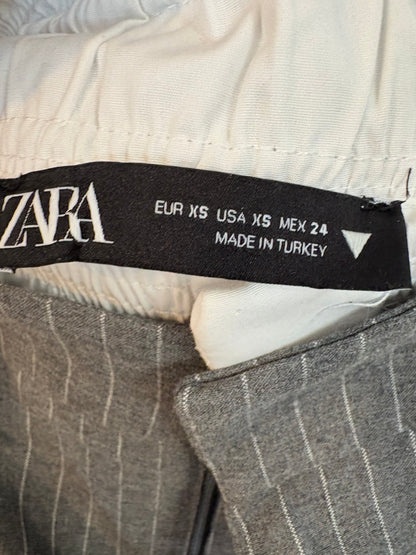 ZARA
EUR XS USA XS MEX 24
MADE IN TURKEY